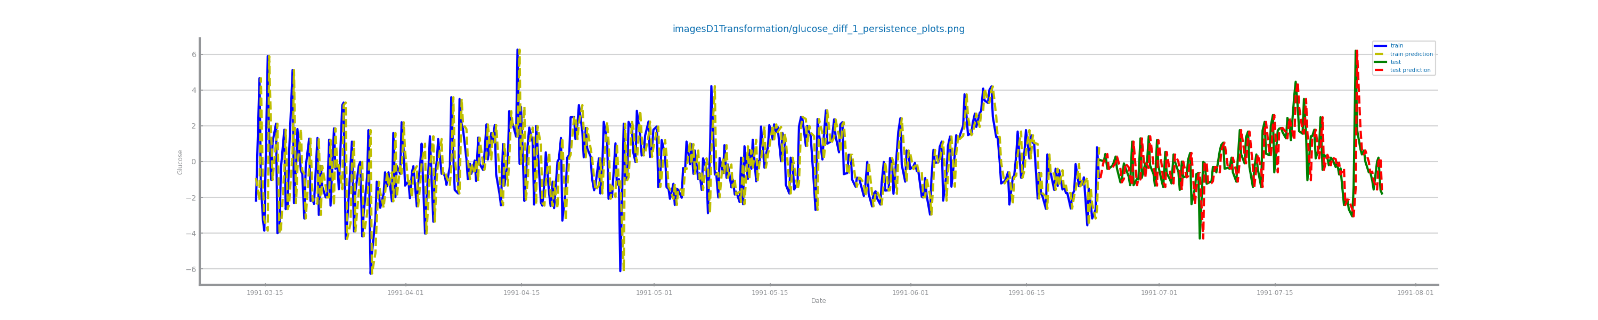 imagesD1Transformation/glucose_diff_1_persistence_plots.png
train
train prediction
test
test prediction
6
4
2
0
−2
−4
−6
Glucose
1991-03-15 1991-04-01 1991-04-15 1991-05-01 1991-05-15 1991-06-01 1991-06-15 1991-07-01 1991-07-15 1991-08-01
Date